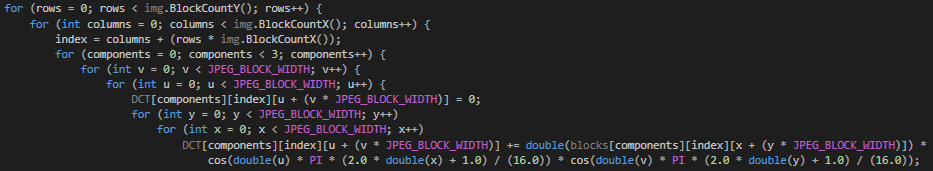 for (rows = 0; rows < img.BlockCountY(); rows++) {
for (int columns = 0; columns < img.BlockCountX(); columns++) {
index = columns + (rows * img.BlockCountX());
for (components = 0; components < 3; components++) {
for (int v = 0; v < JPEG_BLOCK_WIDTH; v++) {
for (int u = 0; u < JPEG_BLOCK_WIDTH; u++) {
DCT[components][index][u + (v * JPEG_BLOCK_WIDTH)] = 0;
for (int y = 0; y < JPEG_BLOCK_WIDTH; y++)
for (int x = 0; x < JPEG_BLOCK_WIDTH; x++)
DCT[components][index][u + (v * JPEG_BLOCK_WIDTH)] += double(blocks[components][index][x + (y * JPEG_BLOCK_WIDTH)]) *
cos(double(u) * PI * (2.0 * double(x) + 1.0) / (16.0)) * cos(double(v) * PI * (2.0 * double(y) + 1.0) / (16.0));